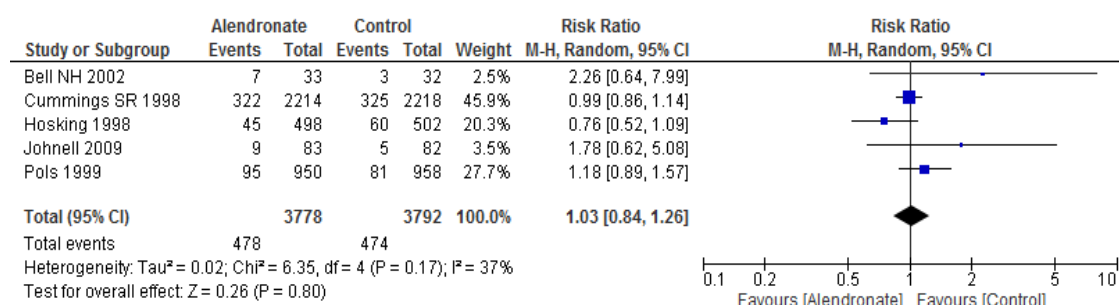 Alendronate Control Risk Ratio Risk Ratio
Study or Subgroup Events Total Events Total Weight M-H, Random, 95% CI M-H, Random, 95% CI
Bell NH 2002 7 33 3 32 2.5% 2.26 [0.64, 7.99]
Cummings SR 1998 322 2214 325 2218 45.9% 0.99 [0.86, 1.14]
Hosking 1998 45 498 60 502 20.3% 0.76 [0.52, 1.09]
Johnell 2009 9 83 5 82 3.5% 1.78 [0.62, 5.08]
Pols 1999 95 950 81 958 27.7% 1.18 [0.89, 1.57]
Total (95% CI) 3778 3792 100.0% 1.03 [0.84, 1.26]
Total events 478 474
Heterogeneity: Tau² = 0.02; Chi² = 6.35, df = 4 (P = 0.17); I² = 37%
Test for overall effect: Z = 0.26 (P = 0.80)
0.1 0.2 0.5 1 2 5 10
Favours [Alendronate] Favours [Control]